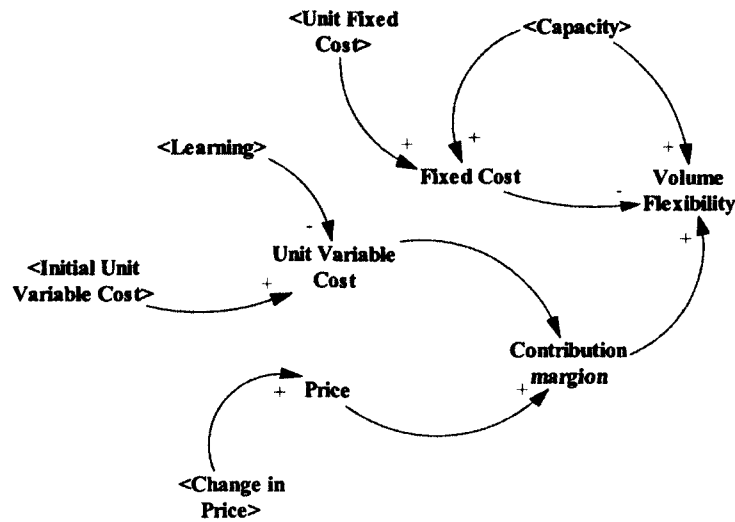 <Unit Fixed
Cost>
<Capacity>
+
+
+
<Learning>
Fixed Cost
Volume
Flexibility
-
-
+
Unit Variable
Cost
<Initial Unit
Variable Cost>
+
Contribution
margion
+
Price
+
<Change in
Price>